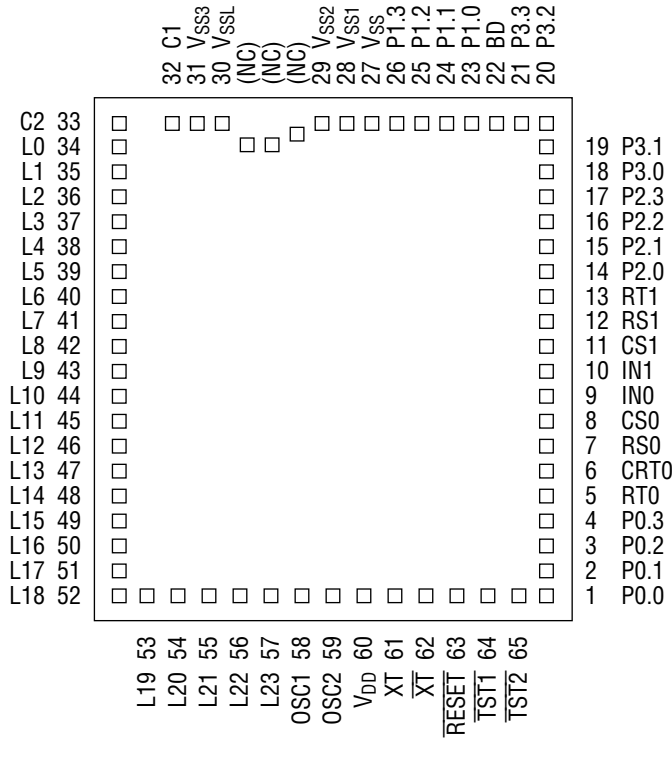 32 C1
31 VSS3
30 VSSL
(NC)
(NC)
(NC)
29 VSS2
28 VSS1
27 VSS
26 P1.3
25 P1.2
24 P1.1
23 P1.0
22 BD
21 P3.3
20 P3.2
C2 33
L0 34
L1 35
L2 36
L3 37
L4 38
L5 39
L6 40
L7 41
L8 42
L9 43
L10 44
L11 45
L12 46
L13 47
L14 48
L15 49
L16 50
L17 51
L18 52
19 P3.1
18 P3.0
17 P2.3
16 P2.2
15 P2.1
14 P2.0
13 RT1
12 RS1
11 CS1
10 IN1
9 IN0
8 CS0
7 RS0
6 CRT0
5 RT0
4 P0.3
3 P0.2
2 P0.1
1 P0.0
L19 53
L20 54
L21 55
L22 56
L23 57
OSC1 58
OSC2 59
VDD 60
XT 61
X̅T̅ 62
R̅E̅S̅E̅T̅ 63
T̅S̅T̅1̅ 64
T̅S̅T̅2̅ 65